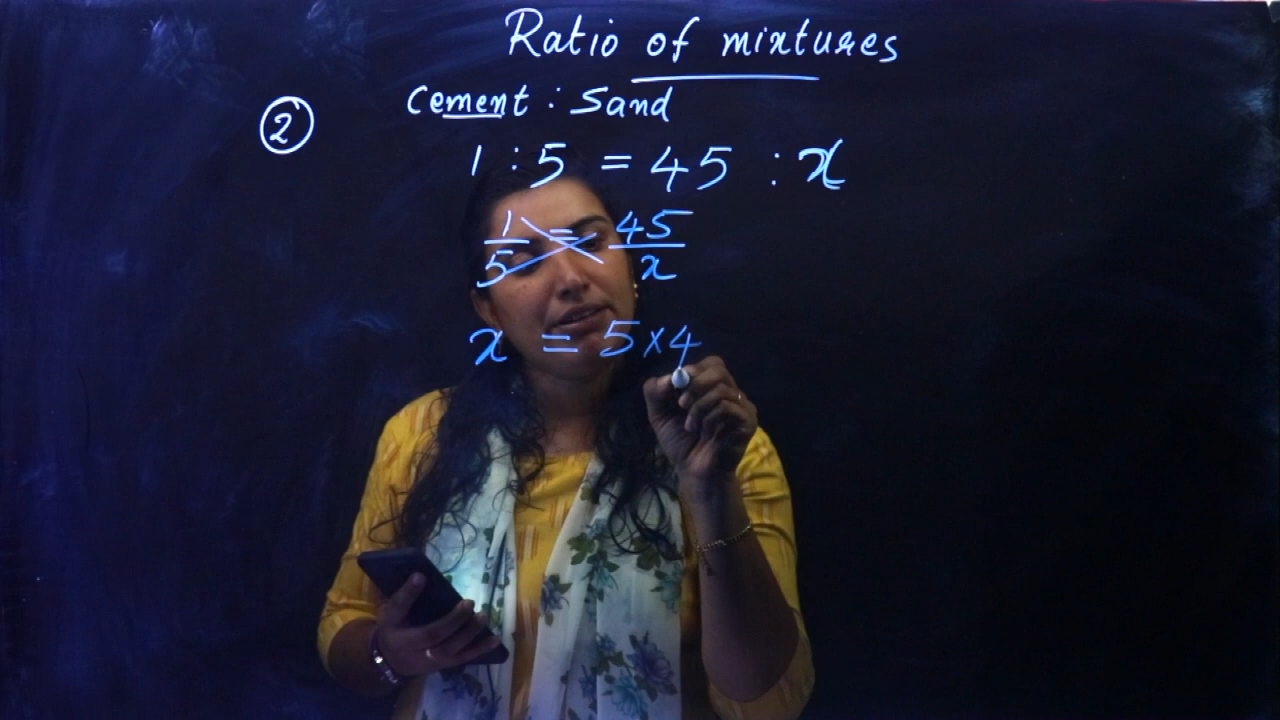 Ratio of mixtures
② Cement : Sand
1 : 5 = 45 : x
1/5 = 45/x
x = 5×4